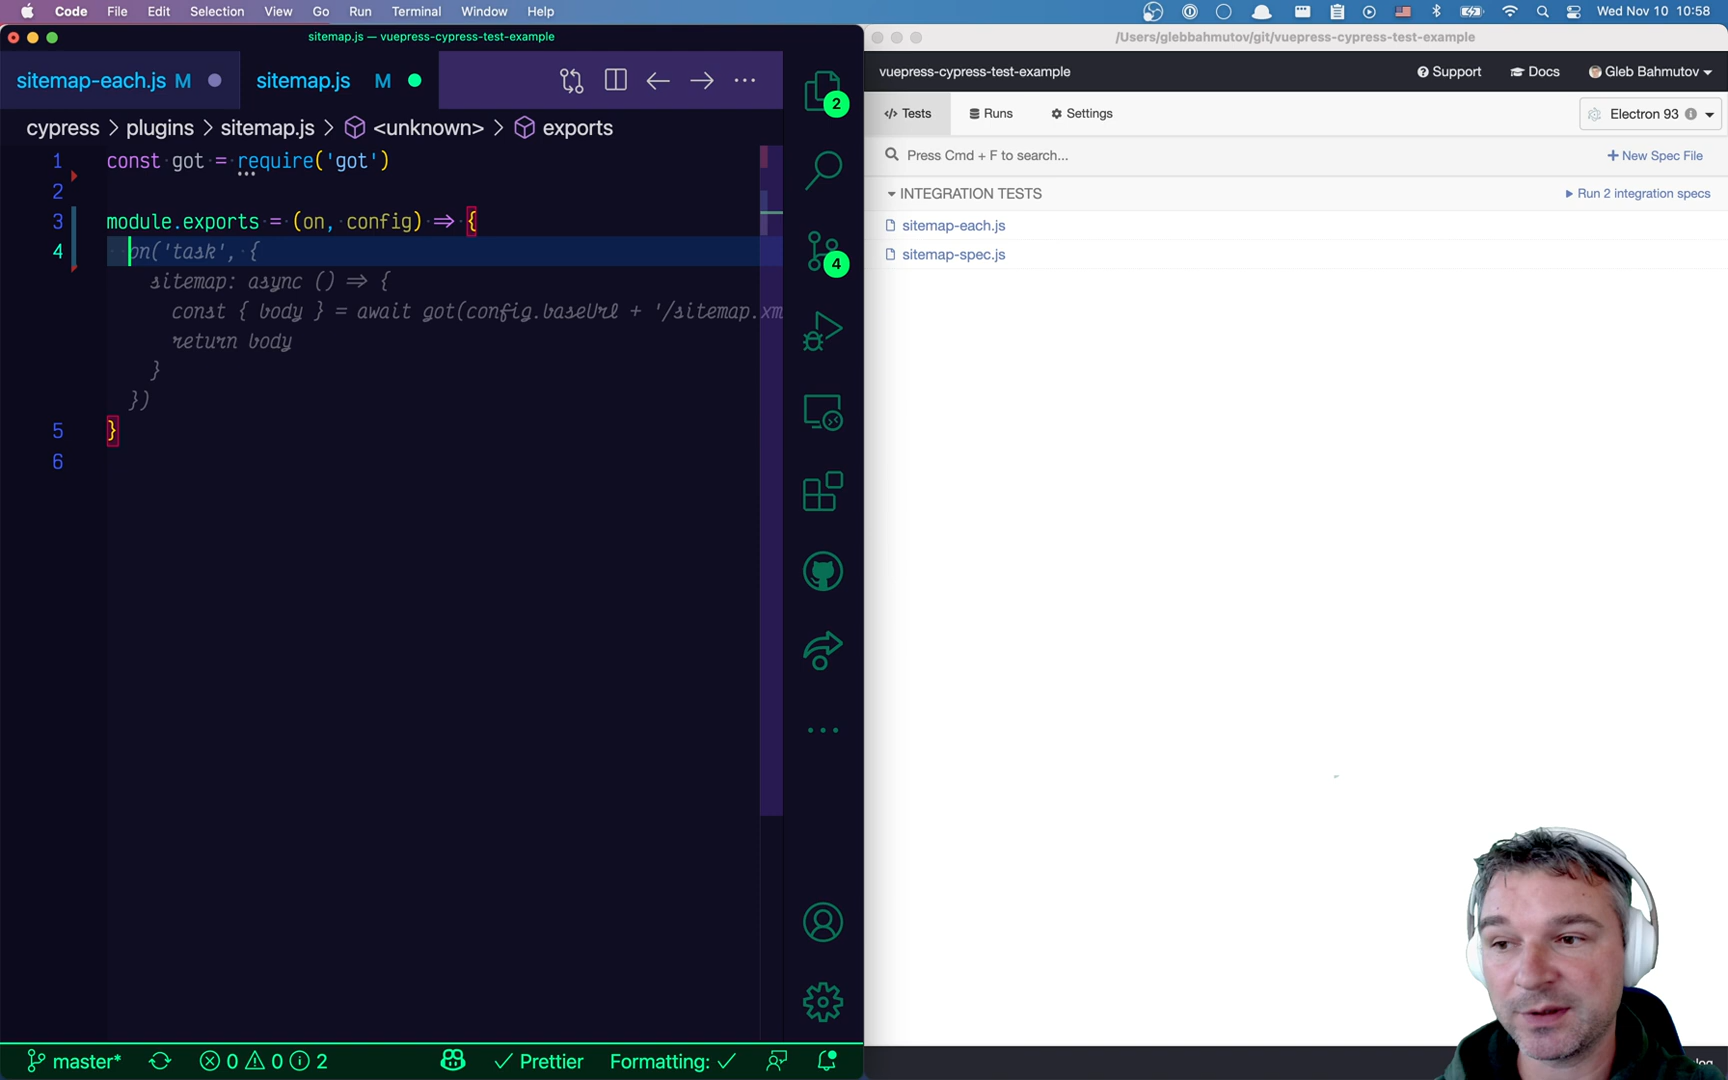 Code File Edit Selection View Go Run Terminal Window Help
Wed Nov 10 10:58
sitemap.js — vuepress-cypress-test-example
sitemap-each.js M
sitemap.js M
cypress > plugins > sitemap.js > <unknown> > exports
1 const got = require('got')
2
3 module.exports = (on, config) => {
4 on('task', {
sitemap: async () => {
const { body } = await got(config.baseUrl + '/sitemap.xm
return body
}
})
5 }
6
2
4
master* 0 0 2 Prettier Formatting:
/Users/glebbahmutov/git/vuepress-cypress-test-example
vuepress-cypress-test-example
Support Docs Gleb Bahmutov
</> Tests Runs Settings
Electron 93
Press Cmd + F to search...
+ New Spec File
INTEGRATION TESTS
Run 2 integration specs
sitemap-each.js
sitemap-spec.js